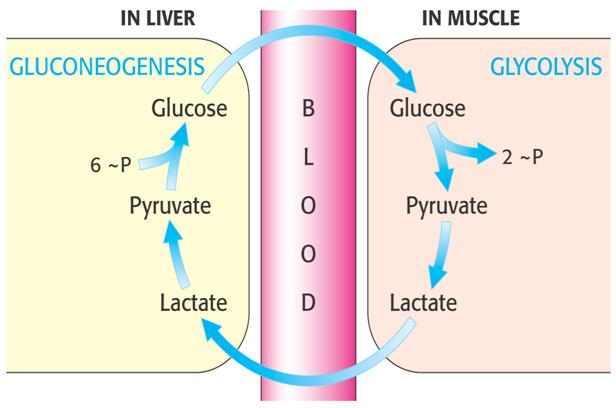 IN LIVER
IN MUSCLE
GLUCONEOGENESIS
GLYCOLYSIS
Glucose
6 ~P
Pyruvate
Lactate
B
L
O
O
D
Glucose
2 ~P
Pyruvate
Lactate